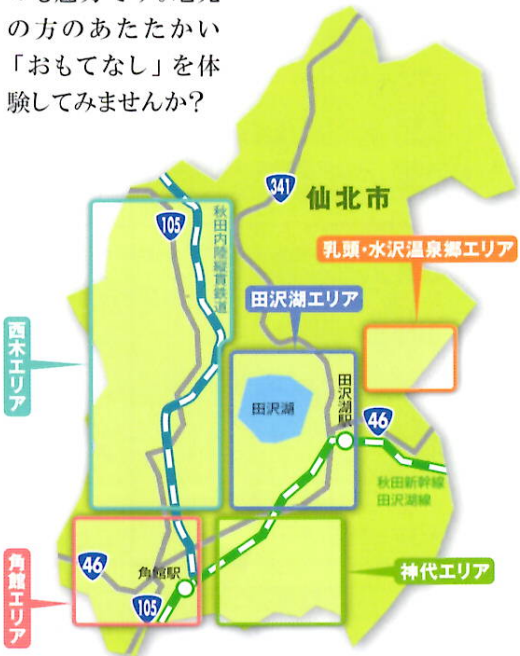 の方のあたたかい
「おもてなし」を体
験してみませんか?
341
仙北市
105
秋田内陸縦貫鉄道
乳頭・水沢温泉郷エリア
田沢湖エリア
西木エリア
田沢湖
田沢湖駅
46
秋田新幹線
田沢湖線
角館エリア
46
角館駅
105
神代エリア